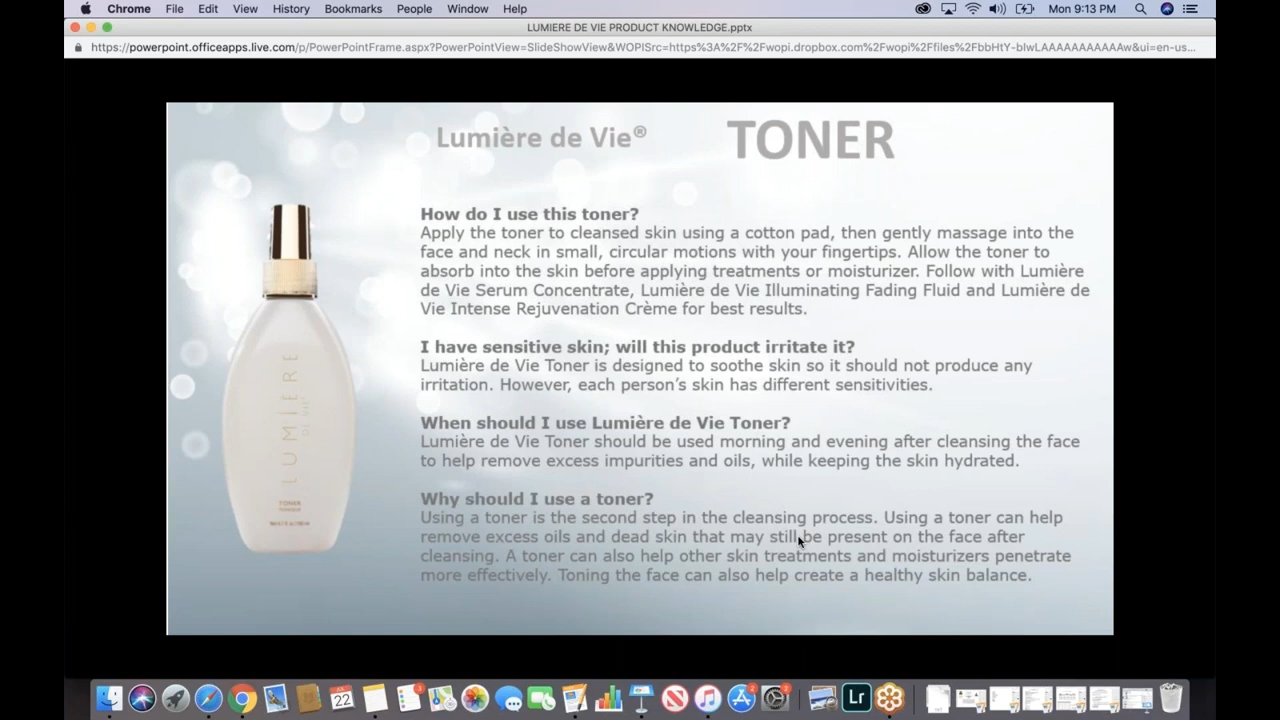 Chrome File Edit View History Bookmarks People Window Help Mon 9:13 PM
LUMIERE DE VIE PRODUCT KNOWLEDGE.pptx
https://powerpoint.officeapps.live.com/p/PowerPointFrame.aspx?PowerPointView=SlideShowView&WOPISrc=https%3A%2F%2Fwopi.dropbox.com%2Fwopi%2Ffiles%2FbbHtY-blwLAAAAAAAAAAAw&ui=en-us...
Lumière de Vie® TONER
How do I use this toner?
Apply the toner to cleansed skin using a cotton pad, then gently massage into the
face and neck in small, circular motions with your fingertips. Allow the toner to
absorb into the skin before applying treatments or moisturizer. Follow with Lumière
de Vie Serum Concentrate, Lumière de Vie Illuminating Fading Fluid and Lumière de
Vie Intense Rejuvenation Crème for best results.
I have sensitive skin; will this product irritate it?
Lumière de Vie Toner is designed to soothe skin so it should not produce any
irritation. However, each person's skin has different sensitivities.
When should I use Lumière de Vie Toner?
Lumière de Vie Toner should be used morning and evening after cleansing the face
to help remove excess impurities and oils, while keeping the skin hydrated.
Why should I use a toner?
Using a toner is the second step in the cleansing process. Using a toner can help
remove excess oils and dead skin that may still be present on the face after
cleansing. A toner can also help other skin treatments and moisturizers penetrate
more effectively. Toning the face can also help create a healthy skin balance.
LUMIERE
DE VIE
TONER
22
Lr